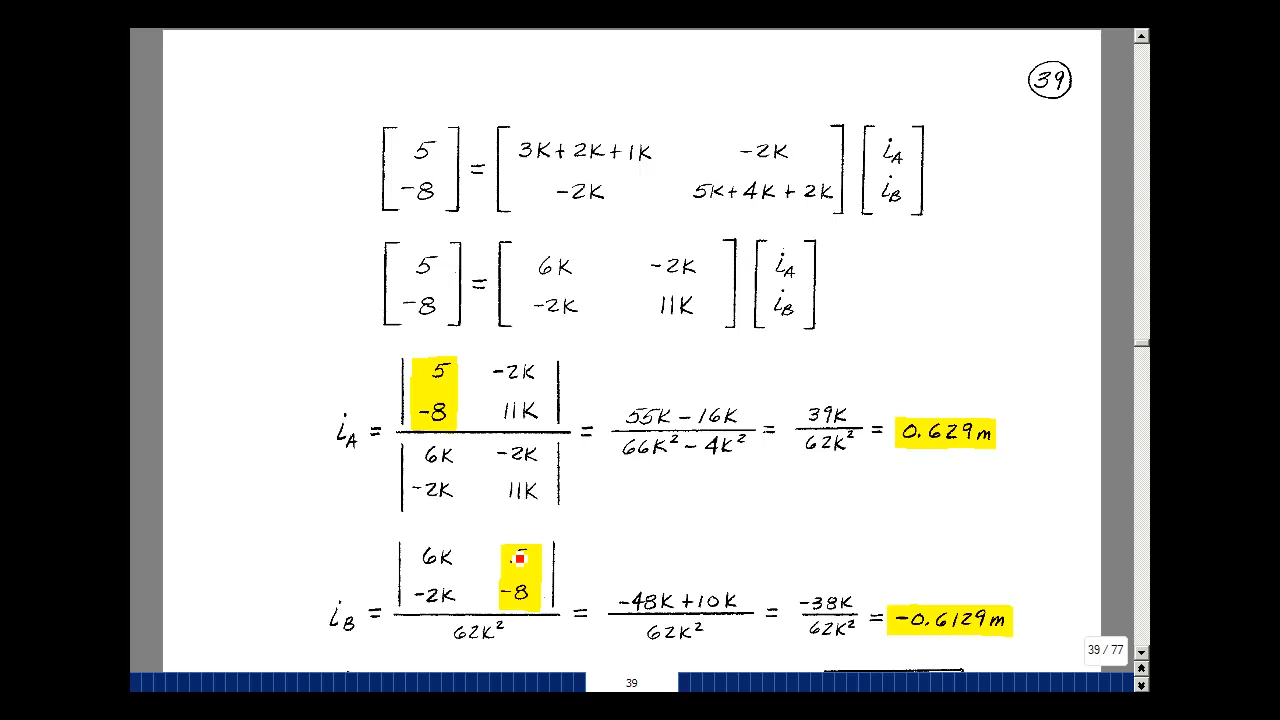 39
[5 -8] = [3K+2K+1K -2K -2K 5K+4K+2K] [iA iB]
[5 -8] = [6K -2K -2K 11K] [iA iB]
iA = |5 -2K -8 11K| / |6K -2K -2K 11K| = 55K-16K / 66K²-4K² = 39K / 62K² = 0.629m
iB = |6K 5 -2K -8| / 62K² = -48K+10K / 62K² = -38K / 62K² = -0.6129m
39 / 77
39